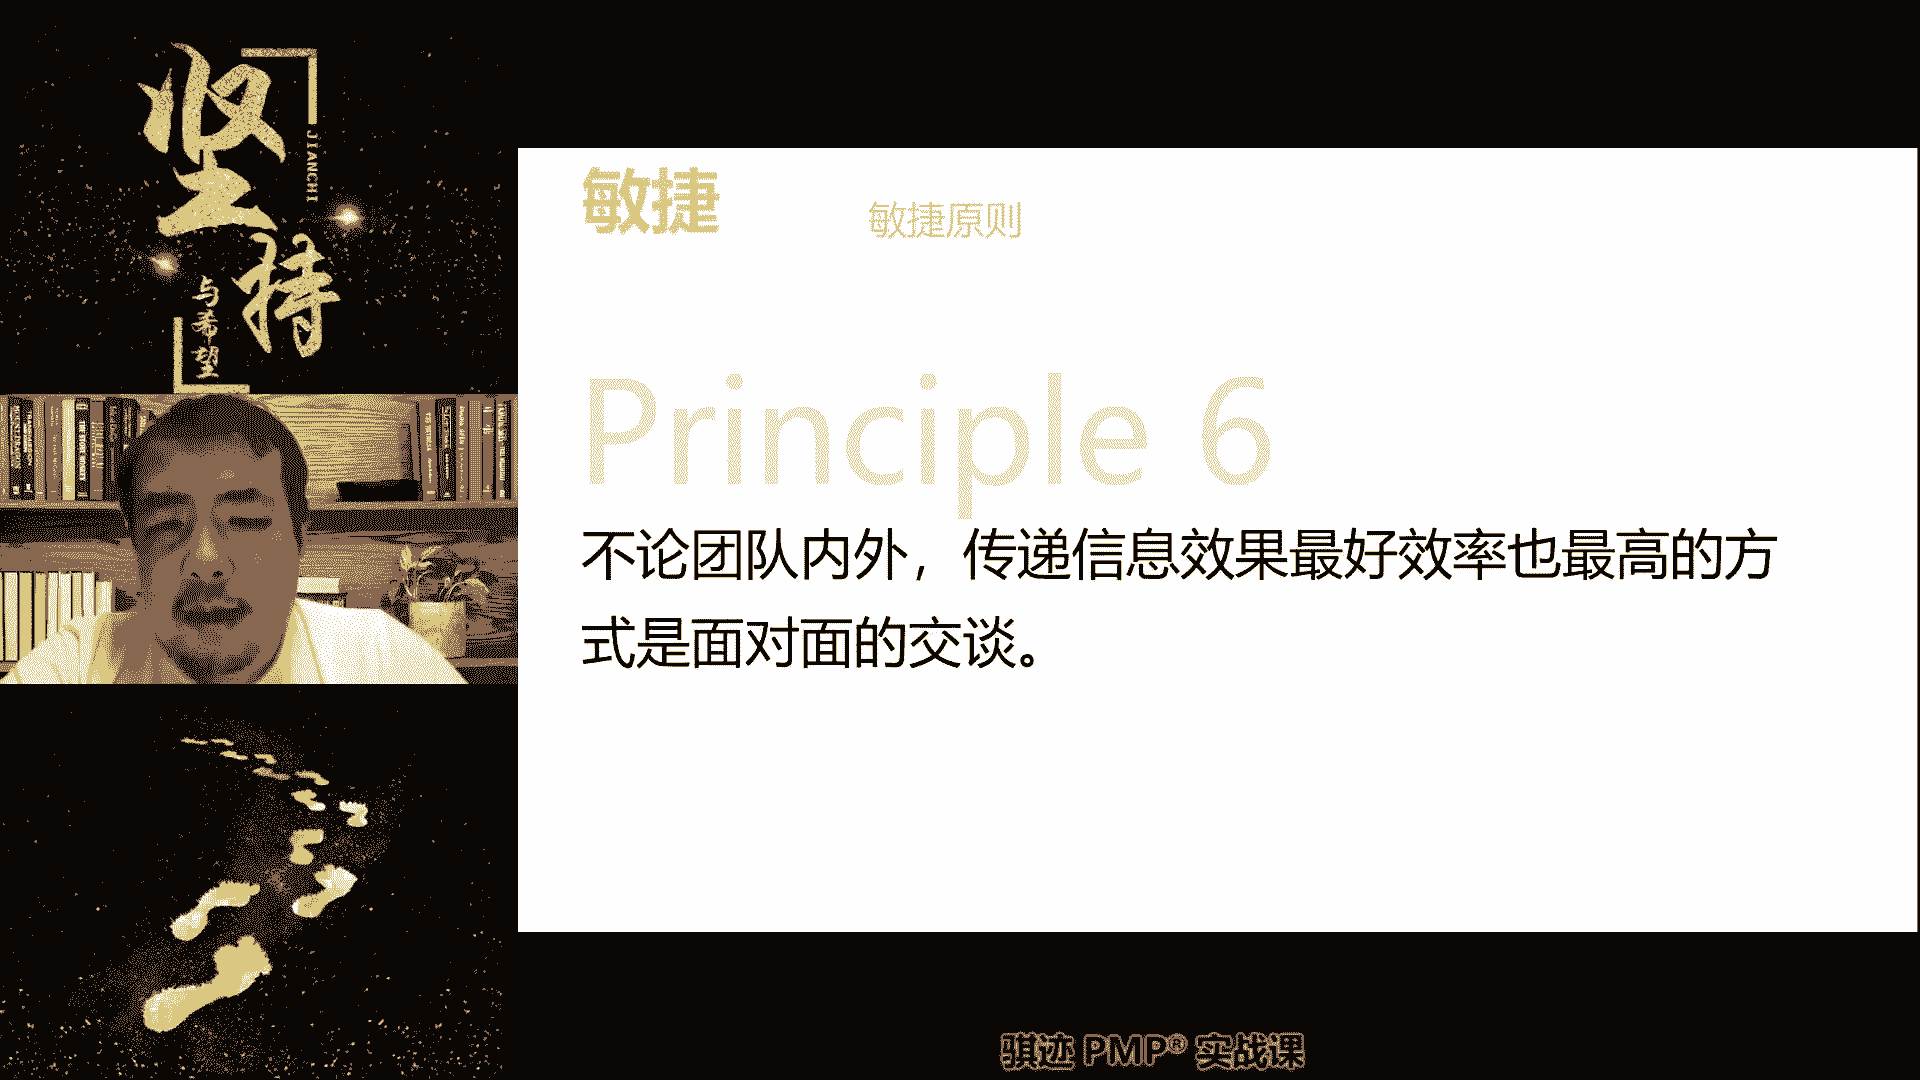 坚持
JIANCHI
与希望
敏捷
敏捷原则
Principle 6
不论团队内外，传递信息效果最好效率也最高的方
式是面对面的交谈。
骐迹 PMP® 实战课